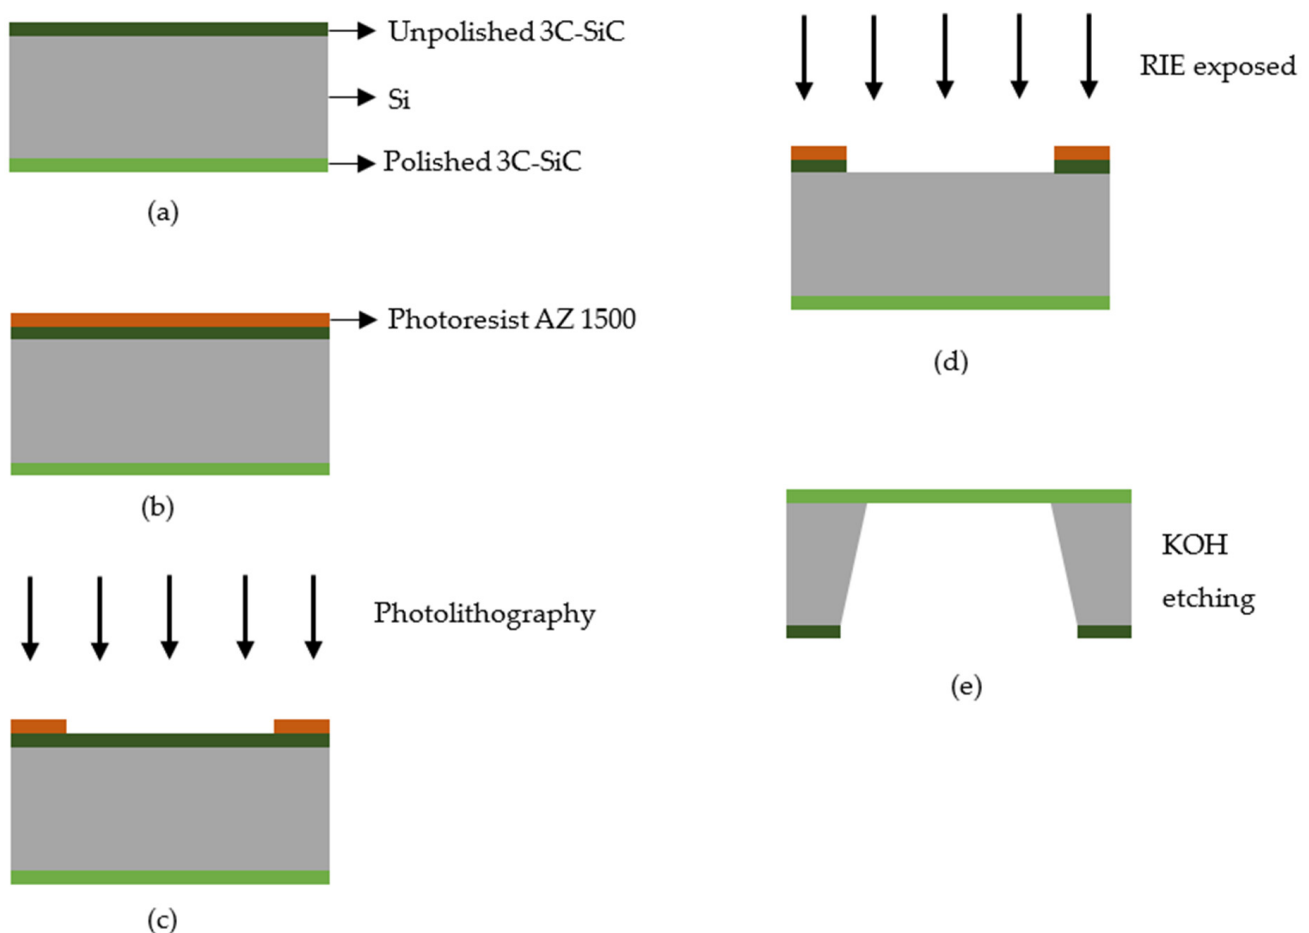 Unpolished 3C-SiC
Si
Polished 3C-SiC
(a)
Photoresist AZ 1500
(b)
Photolithography
(c)
RIE exposed
(d)
KOH
etching
(e)